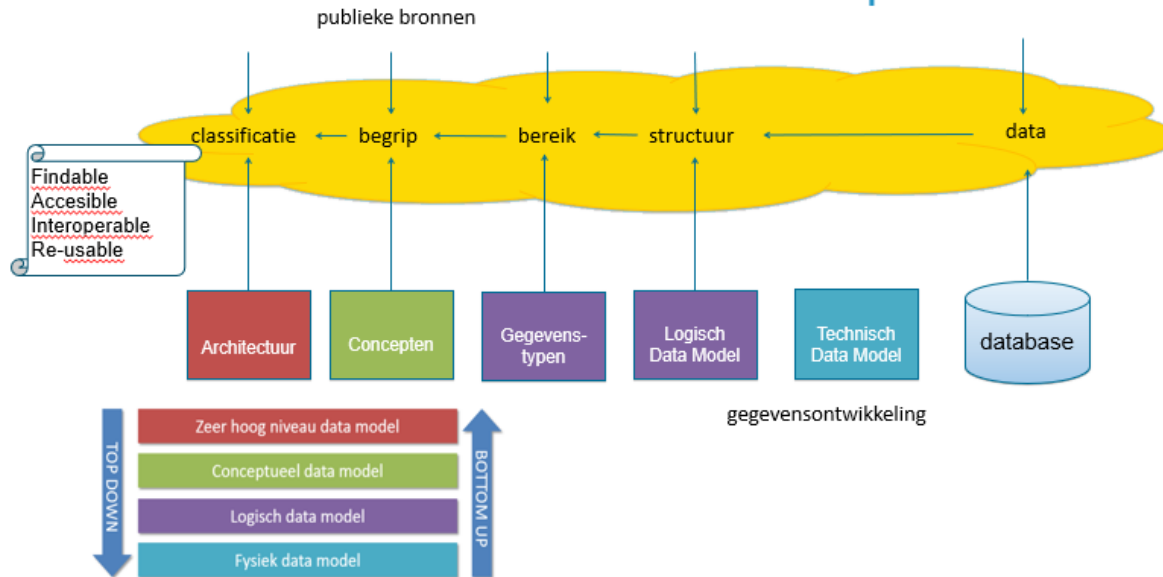 publieke bronnen
classificatie
begrip
bereik
structuur
data
Findable
Accesible
Interoperable
Re-usable
Architectuur
Concepten
Gegevens-
typen
Logisch
Data Model
Technisch
Data Model
database
gegevensontwikkeling
TOP DOWN
Zeer hoog niveau data model
Conceptueel data model
Logisch data model
Fysiek data model
BOTTOM UP